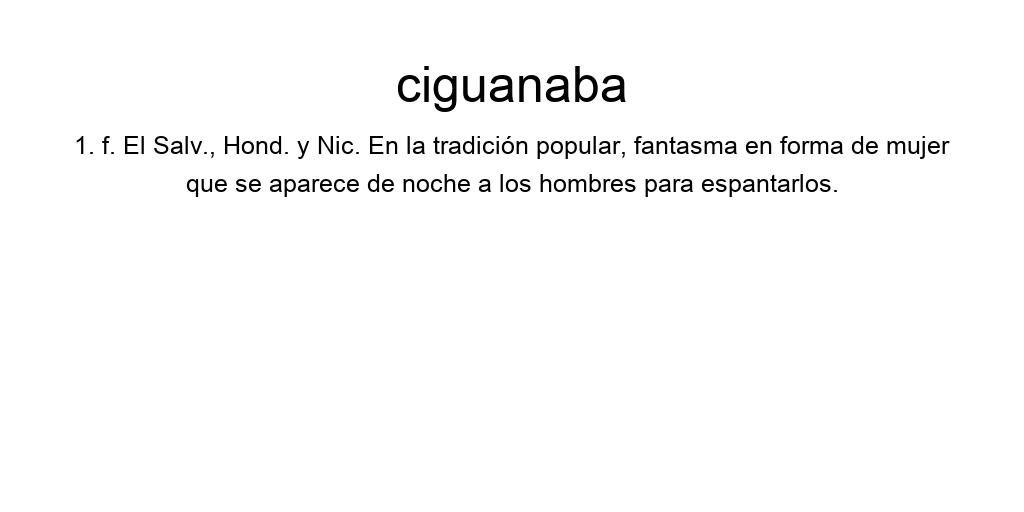 ciguanaba
1. f. El Salv., Hond. y Nic. En la tradición popular, fantasma en forma de mujer
que se aparece de noche a los hombres para espantarlos.